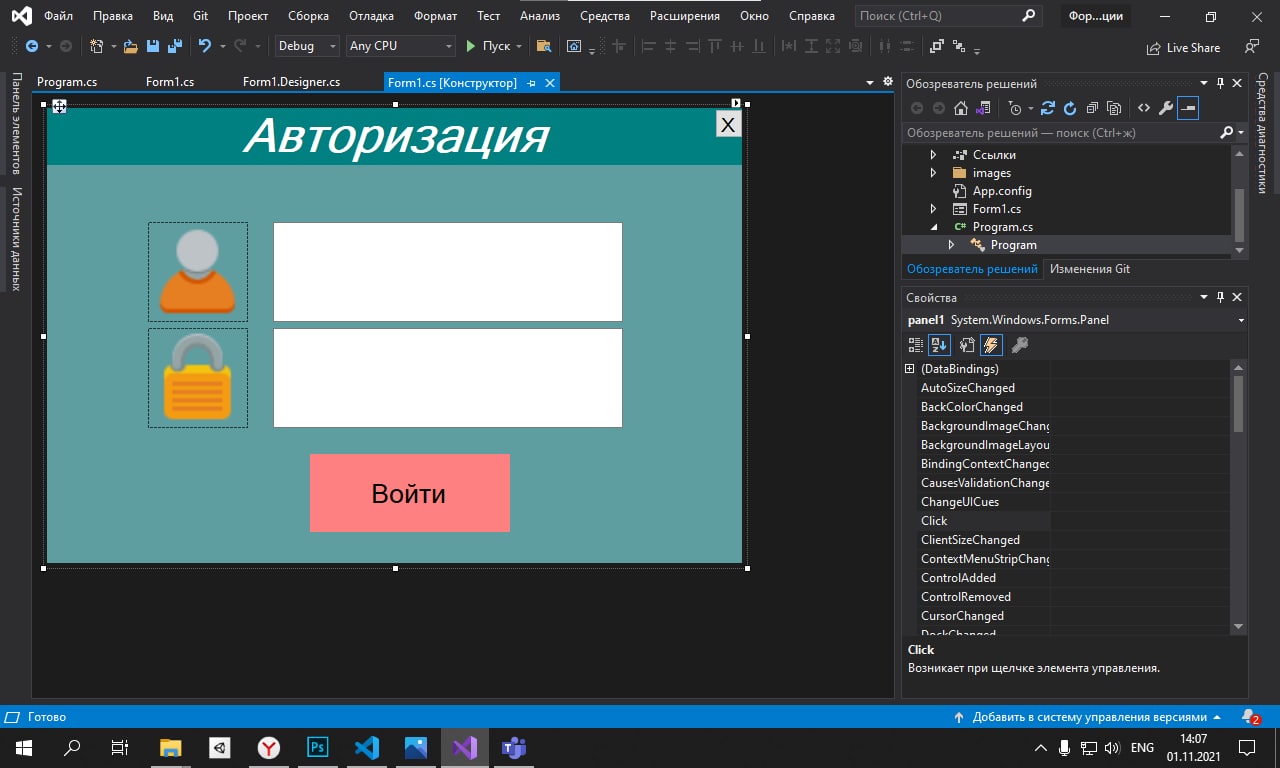 Файл Правка Вид Git Проект Сборка Отладка Формат Тест Анализ Средства Расширения Окно Справка Поиск (Ctrl+Q) Фор...ции
Debug Any CPU Пуск Live Share
Панель элементов
Источники данных
Program.cs Form1.cs Form1.Designer.cs Form1.cs [Конструктор]
Авторизация X
Войти
Обозреватель решений
Обозреватель решений — поиск (Ctrl+ж)
Ссылки
images
App.config
Form1.cs
C# Program.cs
Program
Обозреватель решений Изменения Git
Свойства
panel1 System.Windows.Forms.Panel
(DataBindings)
AutoSizeChanged
BackColorChanged
BackgroundImageChang
BackgroundImageLayou
BindingContextChanged
CausesValidationChange
ChangeUICues
Click
ClientSizeChanged
ContextMenuStripChang
ControlAdded
ControlRemoved
CursorChanged
DockChanged
Click
Возникает при щелчке элемента управления.
Средства диагностики
Готово Добавить в систему управления версиями 2
Ps ENG 14:07
01.11.2021